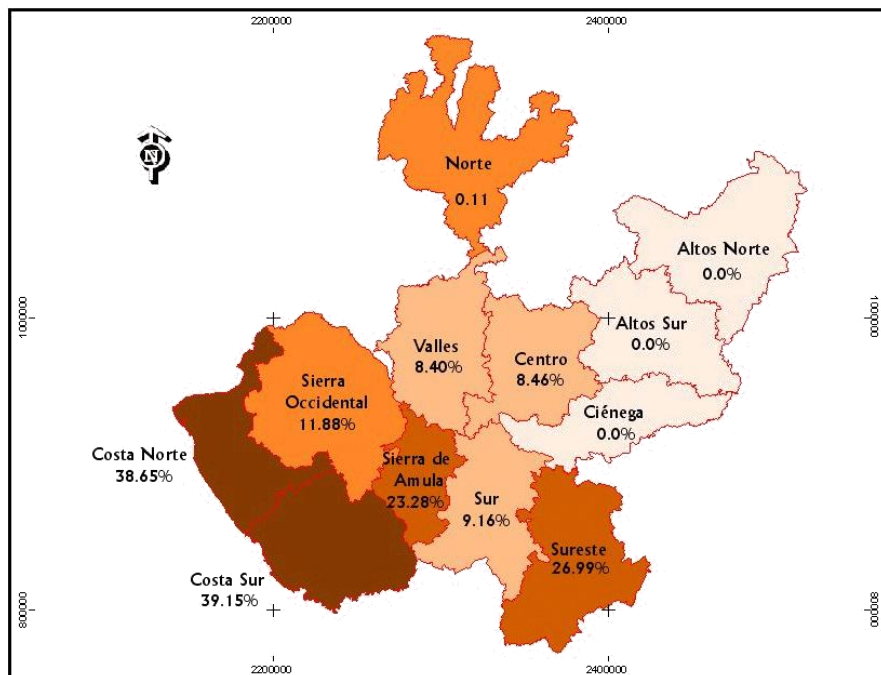 2200000
2400000
N
Norte
0.11
Altos Norte
0.0%
1000000
1000000
Altos Sur
0.0%
Valles
8.40%
Centro
8.46%
Sierra
Occidental
11.88%
Ciénega
0.0%
Costa Norte
38.65%
Sierra de
Amula
23.28%
Sur
9.16%
Sureste
26.99%
Costa Sur
39.15%
800000
800000
2200000
2400000